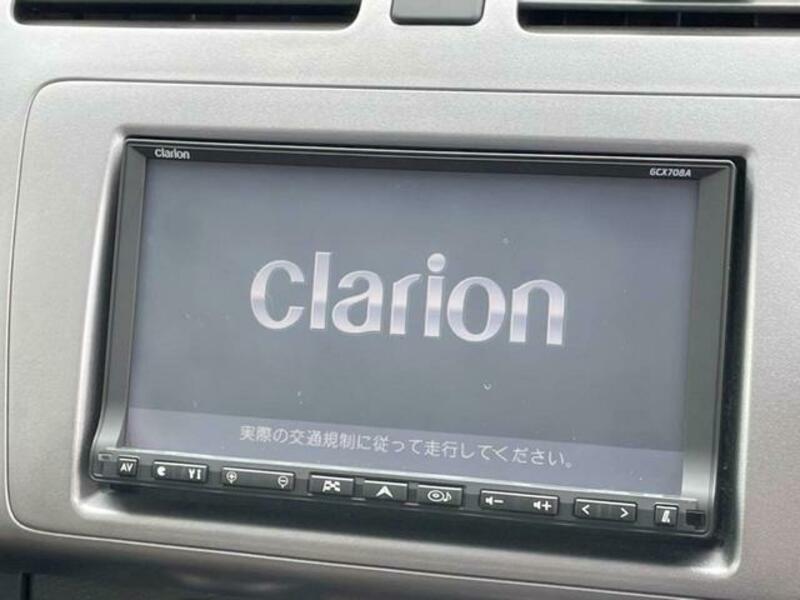 clarion
GCX708A
clarion
実際の交通規制に従って走行してください。
AV